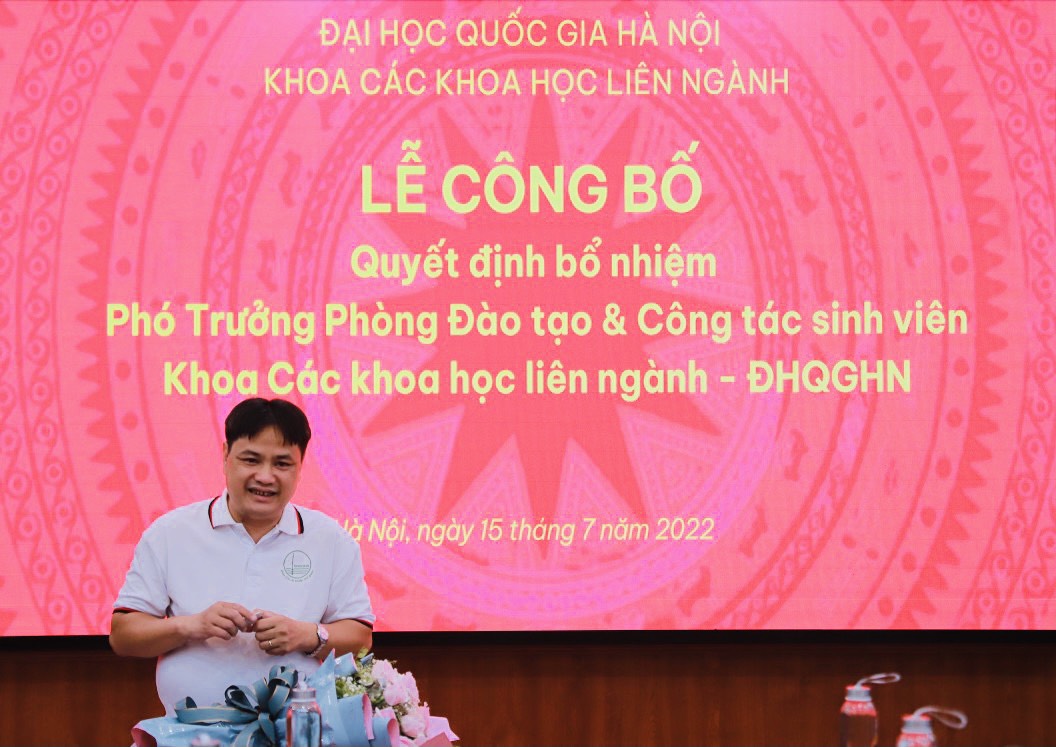 ĐẠI HỌC QUỐC GIA HÀ NỘI
KHOA CÁC KHOA HỌC LIÊN NGÀNH
LỄ CÔNG BỐ
Quyết định bổ nhiệm
Phó Trưởng Phòng Đào tạo & Công tác sinh viên
Khoa Các khoa học liên ngành - ĐHQGHN
Hà Nội, ngày 15 tháng 7 năm 2022